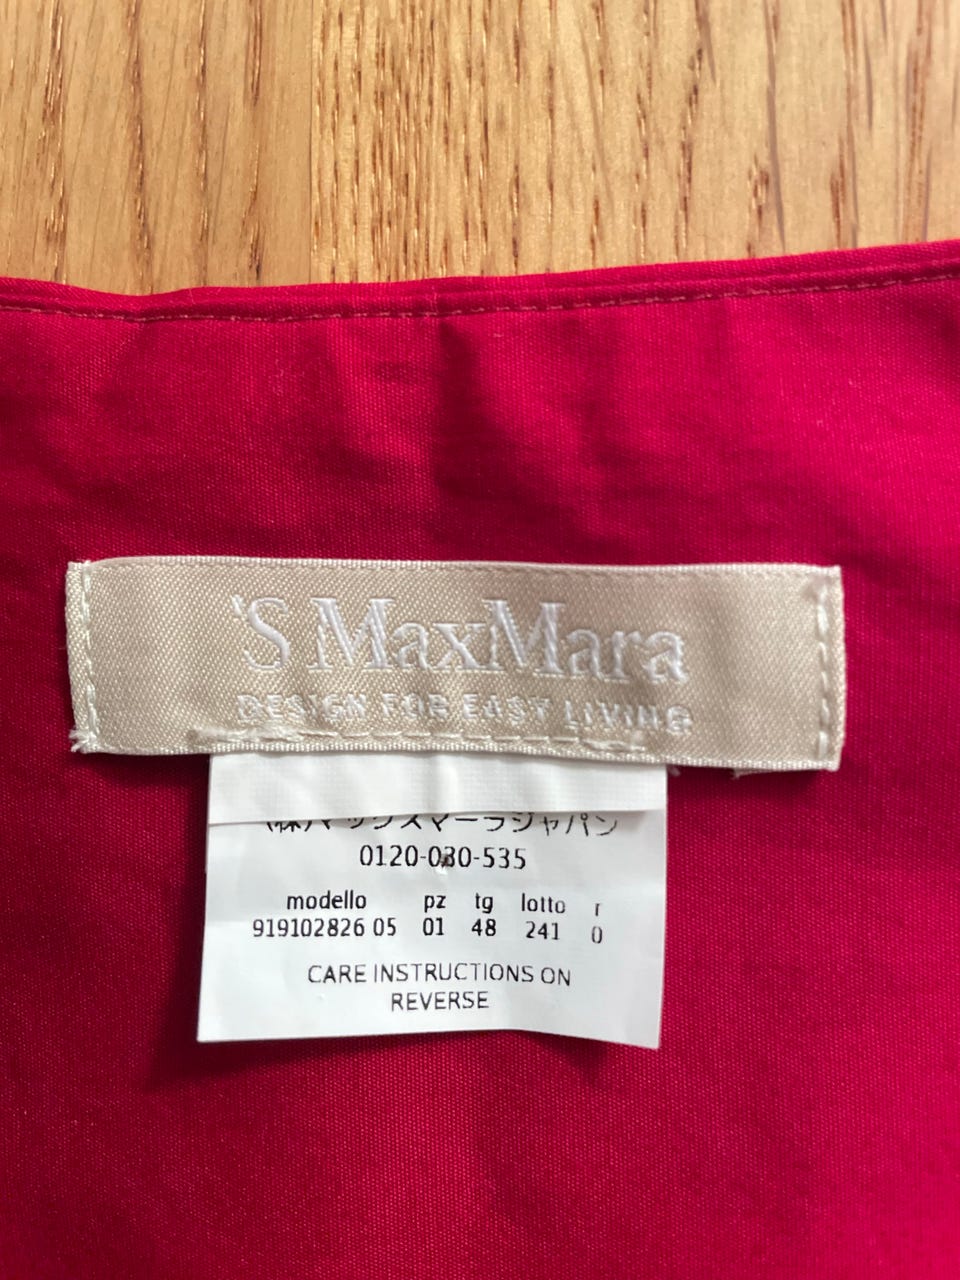 'S MaxMara
DESIGN FOR EASY LIVING
(株)マックスマーラジャパン
0120-030-535
modello pz tg lotto r
919102826 05 01 48 241 0
CARE INSTRUCTIONS ON
REVERSE